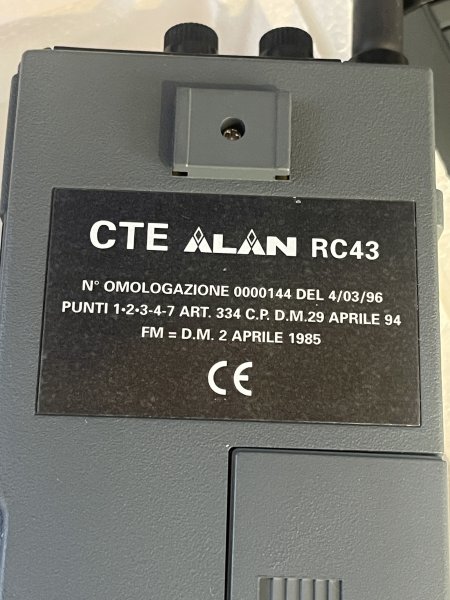 CTE ALAN RC43
N° OMOLOGAZIONE 0000144 DEL 4/03/96
PUNTI 1•2•3-4-7 ART. 334 C.P. D.M.29 APRILE 94
FM = D.M. 2 APRILE 1985
CE